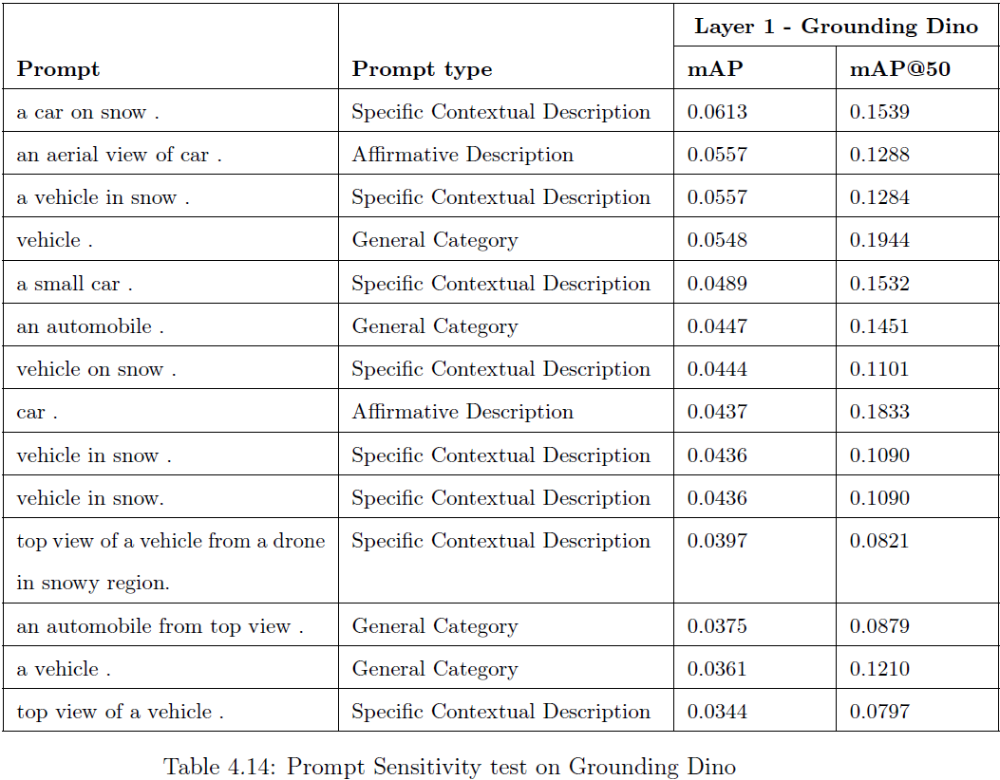 Layer 1 - Grounding Dino
Prompt Prompt type mAP mAP@50
a car on snow . Specific Contextual Description 0.0613 0.1539
an aerial view of car . Affirmative Description 0.0557 0.1288
a vehicle in snow . Specific Contextual Description 0.0557 0.1284
vehicle . General Category 0.0548 0.1944
a small car . Specific Contextual Description 0.0489 0.1532
an automobile . General Category 0.0447 0.1451
vehicle on snow . Specific Contextual Description 0.0444 0.1101
car . Affirmative Description 0.0437 0.1833
vehicle in snow . Specific Contextual Description 0.0436 0.1090
vehicle in snow. Specific Contextual Description 0.0436 0.1090
top view of a vehicle from a drone Specific Contextual Description 0.0397 0.0821
in snowy region.
an automobile from top view . General Category 0.0375 0.0879
a vehicle . General Category 0.0361 0.1210
top view of a vehicle . Specific Contextual Description 0.0344 0.0797
Table 4.14: Prompt Sensitivity test on Grounding Dino